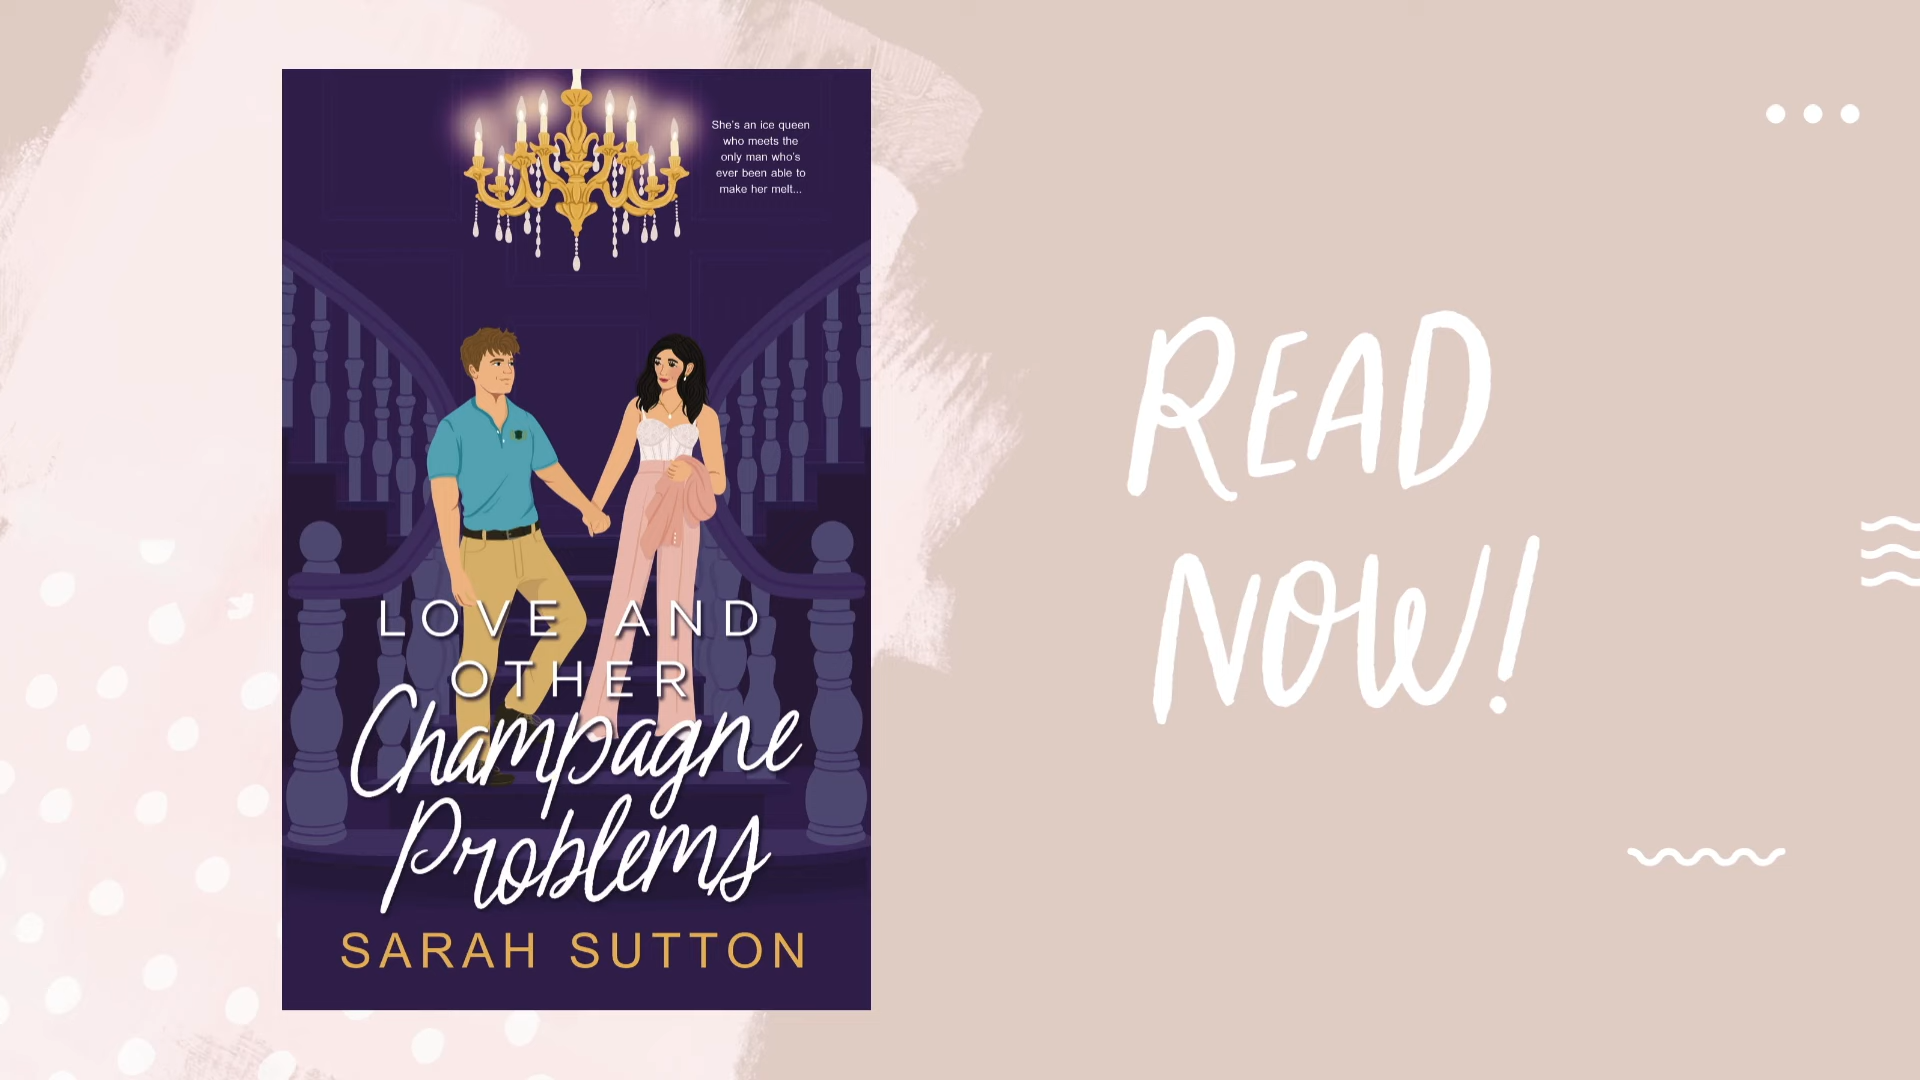 She's an ice queen
who meets the
only man who's
ever been able to
make her melt...
LOVE AND
OTHER
Champagne
Problems
SARAH SUTTON
READ
NOW!